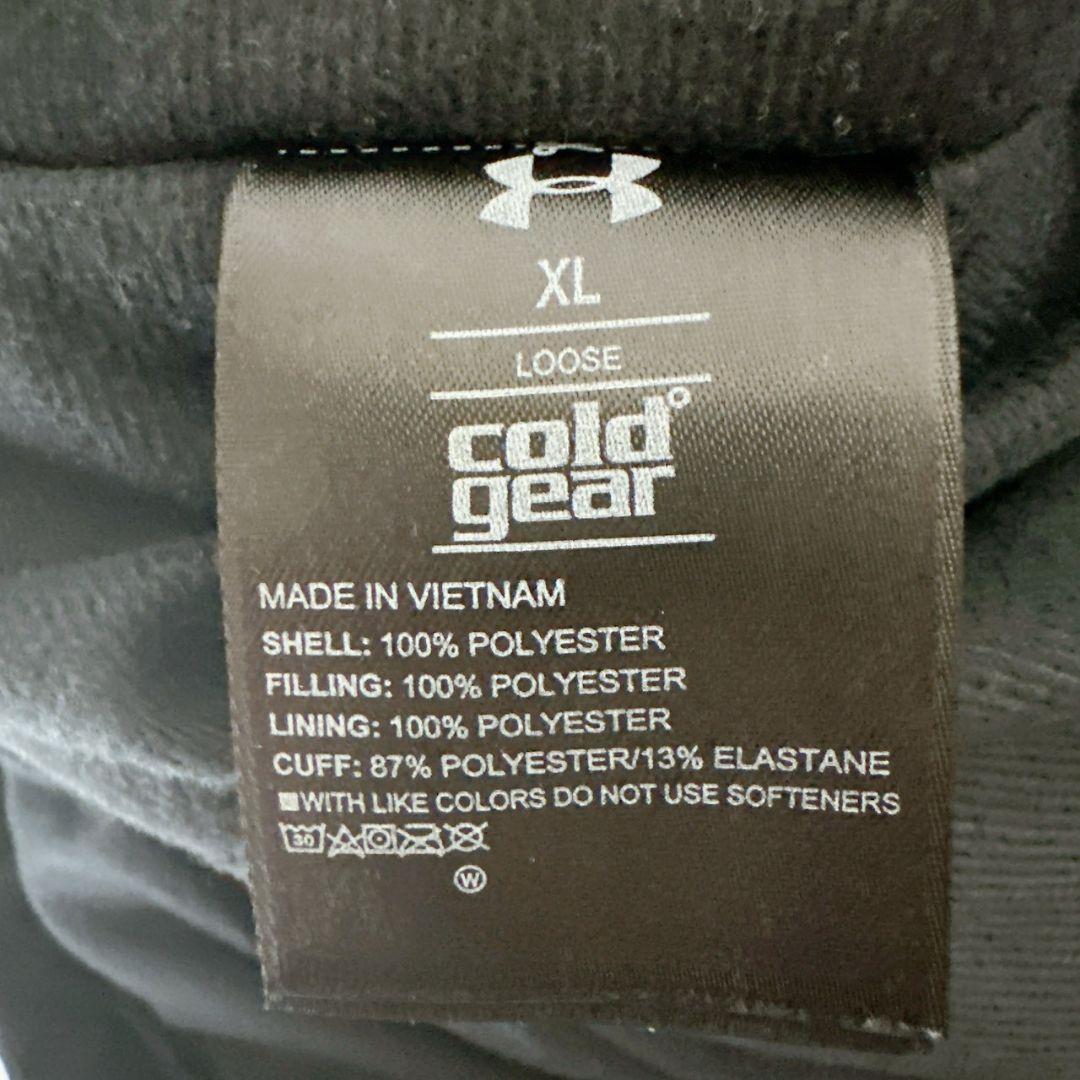 XL
LOOSE
cold°
gear
MADE IN VIETNAM
SHELL: 100% POLYESTER
FILLING: 100% POLYESTER
LINING: 100% POLYESTER
CUFF: 87% POLYESTER/13% ELASTANE
WITH LIKE COLORS DO NOT USE SOFTENERS
30
W